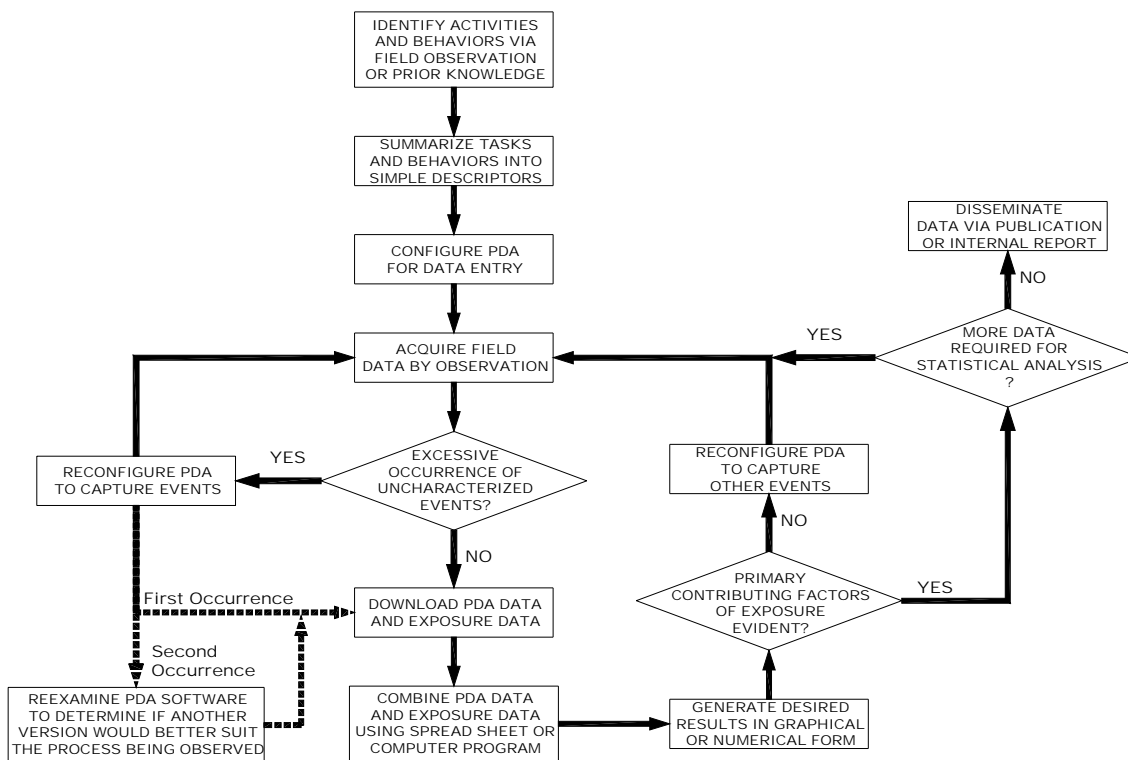 IDENTIFY ACTIVITIES
AND BEHAVIORS VIA
FIELD OBSERVATION
OR PRIOR KNOWLEDGE
SUMMARIZE TASKS
AND BEHAVIORS INTO
SIMPLE DESCRIPTORS
CONFIGURE PDA
FOR DATA ENTRY
ACQUIRE FIELD
DATA BY OBSERVATION
EXCESSIVE
OCCURRENCE OF
UNCHARACTERIZED
EVENTS?
YES
RECONFIGURE PDA
TO CAPTURE EVENTS
First Occurrence
Second
Occurrence
REEXAMINE PDA SOFTWARE
TO DETERMINE IF ANOTHER
VERSION WOULD BETTER SUIT
THE PROCESS BEING OBSERVED
NO
DOWNLOAD PDA DATA
AND EXPOSURE DATA
COMBINE PDA DATA
AND EXPOSURE DATA
USING SPREAD SHEET OR
COMPUTER PROGRAM
GENERATE DESIRED
RESULTS IN GRAPHICAL
OR NUMERICAL FORM
PRIMARY
CONTRIBUTING FACTORS
OF EXPOSURE
EVIDENT?
NO
RECONFIGURE PDA
TO CAPTURE
OTHER EVENTS
YES
MORE DATA
REQUIRED FOR
STATISTICAL ANALYSIS
?
YES
NO
DISSEMINATE
DATA VIA PUBLICATION
OR INTERNAL REPORT